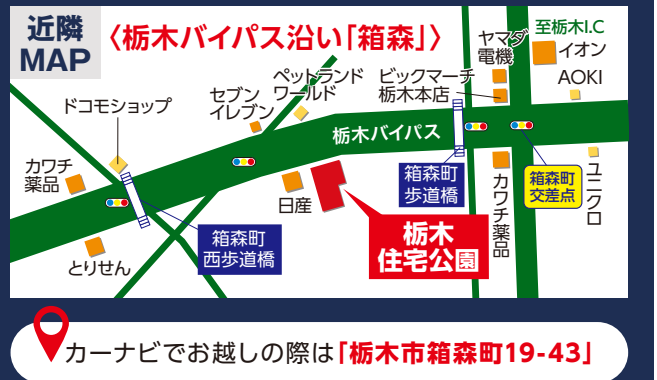 近隣
MAP
〈栃木バイパス沿い「箱森」〉
至栃木I.C
ヤマダ
電機
イオン
ペットランド
ワールド
ビックマーチ
栃木本店
AOKI
セブン
イレブン
ドコモショップ
栃木バイパス
カワチ
薬品
箱森町
歩道橋
箱森町
交差点
ユニクロ
カワチ薬品
日産
栃木
住宅公園
箱森町
西歩道橋
とりせん
カーナビでお越しの際は「栃木市箱森町19-43」